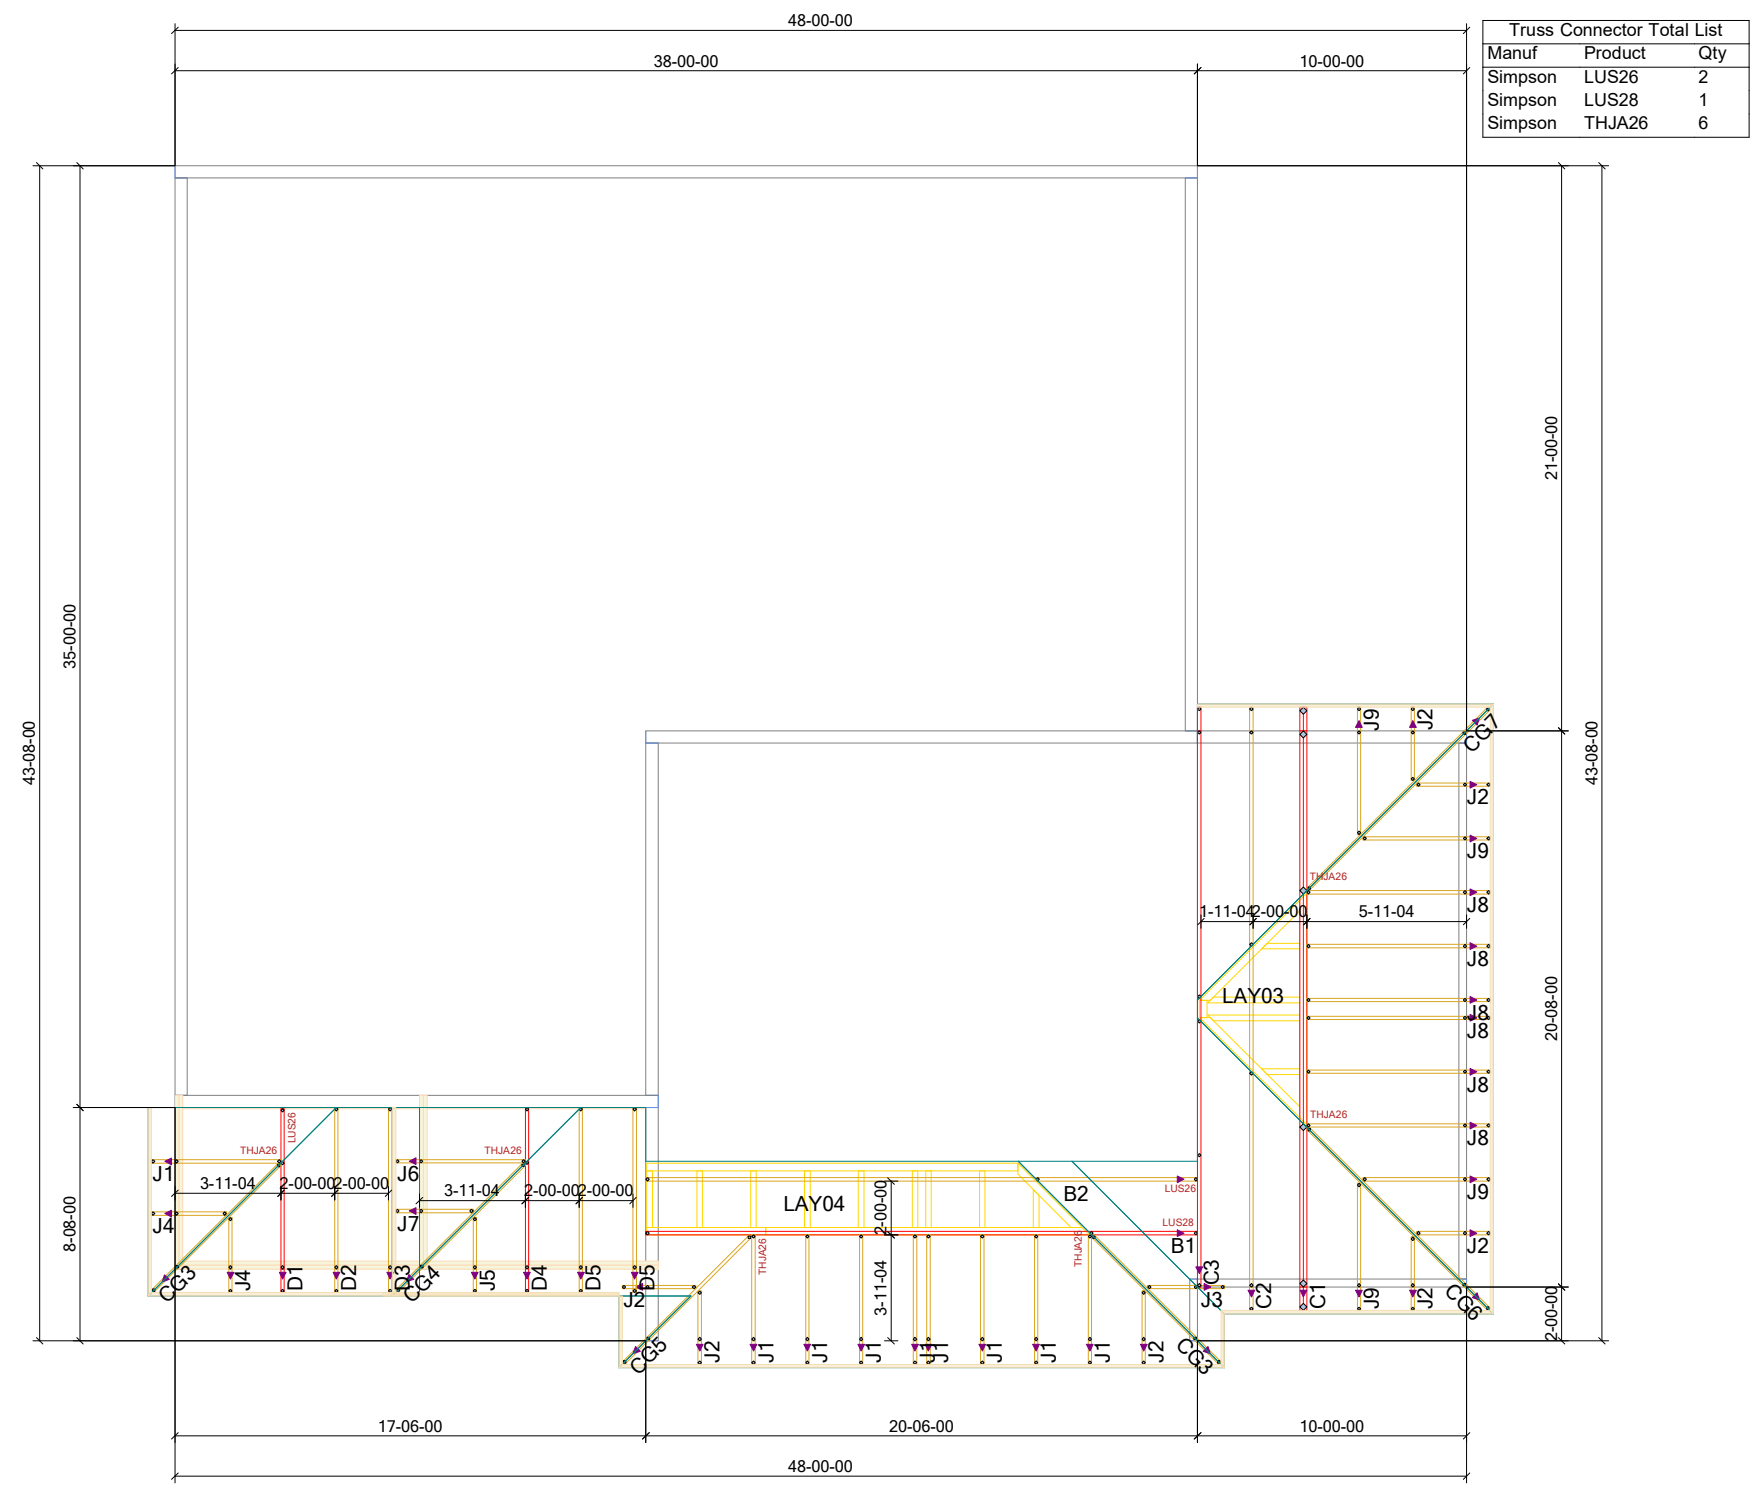 48-00-00
38-00-00
10-00-00
Truss Connector Total List
Manuf Product Qty
Simpson LUS26 2
Simpson LUS28 1
Simpson THJA26 6
43-08-00
35-00-00
8-08-00
21-00-00
43-08-00
20-08-00
2-00-00
J9
J2
CG7
J2
J9
THJA26
J8
1-11-04
2-00-00
5-11-04
J8
LAY03
J8
J8
J8
THJA26
J8
J9
J2
LUS26
THJA26
J1
3-11-04
2-00-00
2-00-00
J4
CG3
J4
D1
D2
D3
THJA26
J6
3-11-04
2-00-00
2-00-00
J7
CG4
J5
D4
D5
D5
LAY04
2-00-00
B2
LUS26
LUS28
B1
THJA26
THJA26
3-11-04
J2
CG5
J2
J1
J1
J1
J1
J1
J1
J1
J1
J2
CG3
J3
C3
C2
C1
J9
J2
CG6
17-06-00
20-06-00
10-00-00
48-00-00